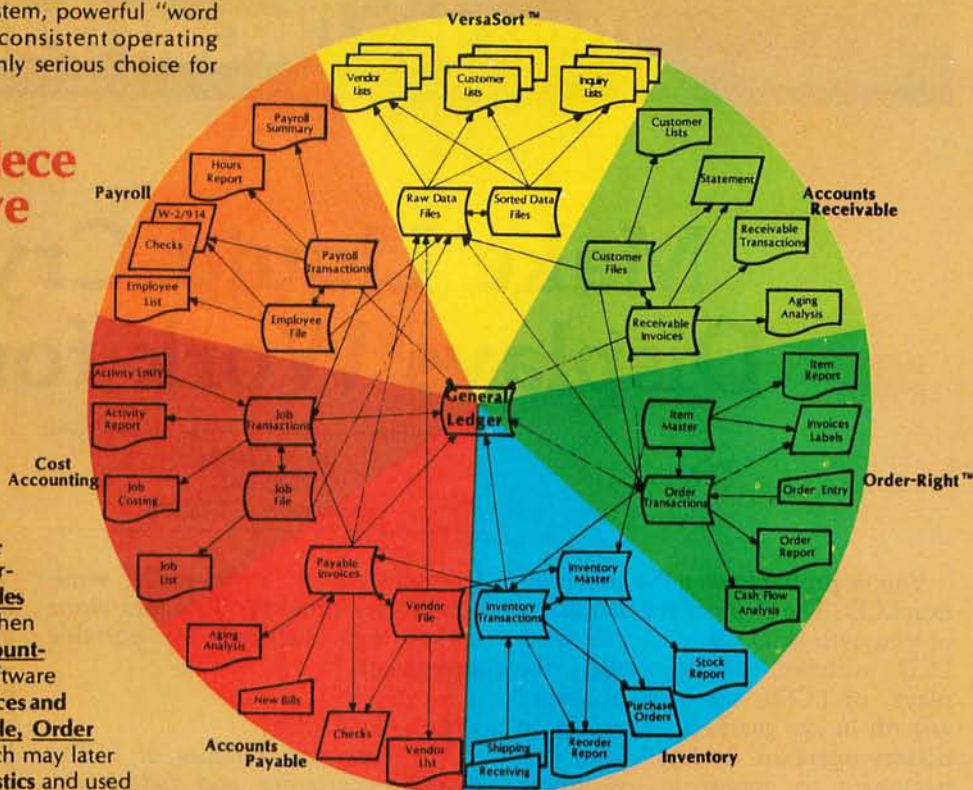 stem, powerful "word
consistent operating
nly serious choice for
ece
ve
VersaSort™
Vendor
Lists
Customer
Lists
Inquiry
Lists
Raw Data
Files
Sorted Data
Files
Payroll
Payroll
Summary
Hours
Report
W-2/914
Checks
Employee
List
Payroll
Transactions
Employee
File
Accounts
Receivable
Customer
Lists
Statement
Receivable
Transactions
Aging
Analysis
Customer
Files
Receivable
Invoices
General
Ledger
Cost
Accounting
Activity Entry
Activity
Report
Job
Costing
Job
List
Job
Transactions
Job
File
Order-Right™
Item
Report
Invoices
Labels
Order Entry
Order
Report
Cash Flow
Analysis
Item
Master
Order
Transactions
Accounts
Payable
Payable
Invoices
Vendor
File
Aging
Analysis
New Bills
Checks
Vendor
List
Inventory
Inventory
Master
Inventory
Transactions
Stock
Report
Purchase
Orders
Reorder
Report
Shipping
Receiving
r-
les
hen
ount-
ftware
ces and
le, Order
ch may later
stics and used